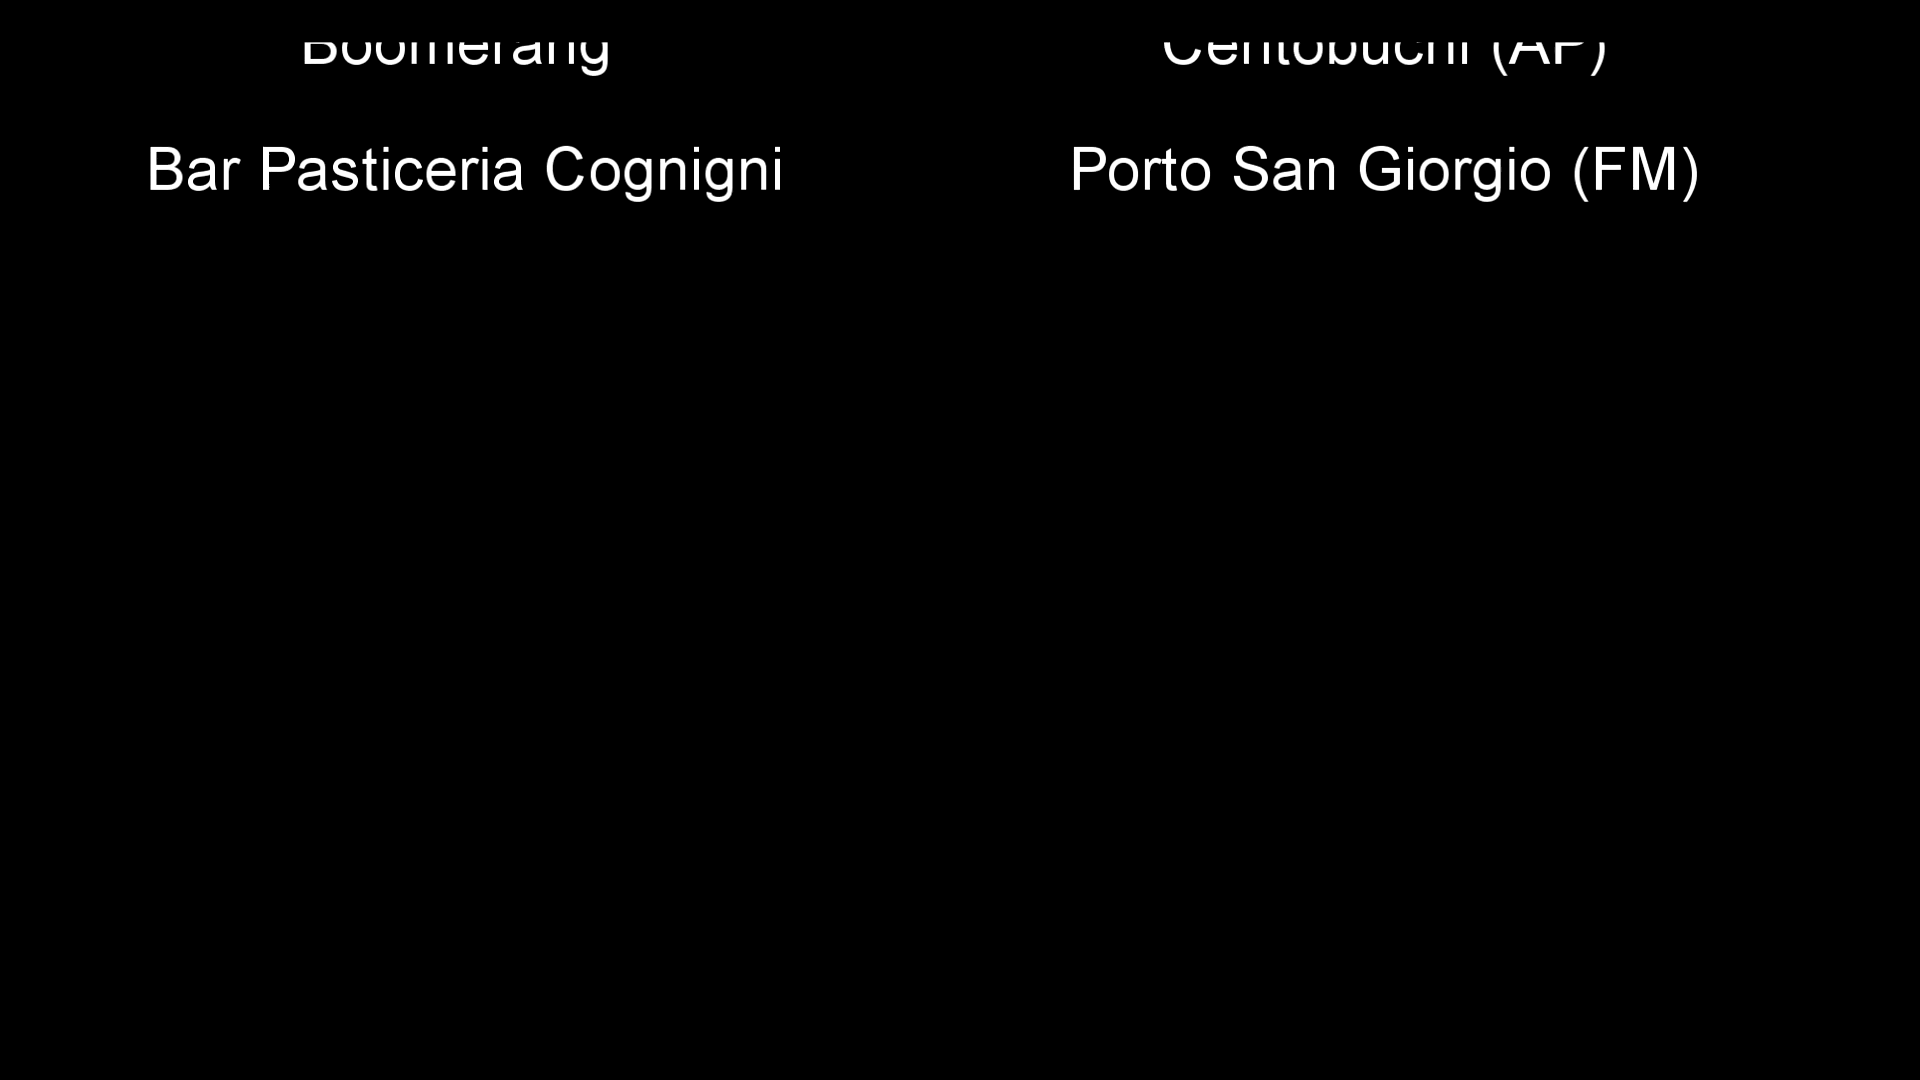 Boomerang Centobuchi (AP)
Bar Pasticeria Cognigni Porto San Giorgio (FM)